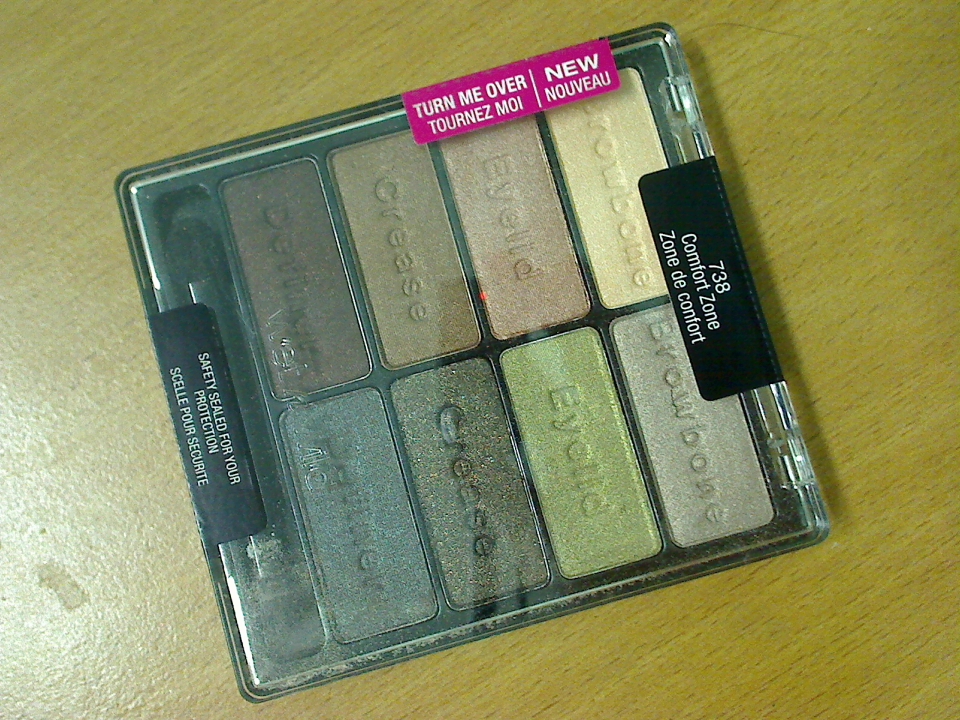 TURN ME OVER
TOURNEZ MOI
NEW
NOUVEAU
738
Comfort Zone
Zone de confort
SAFETY SEALED FOR YOUR
PROTECTION
SCELLE POUR SECURITE
Crease
Eyelid
Crease
Eyelid
Browbone